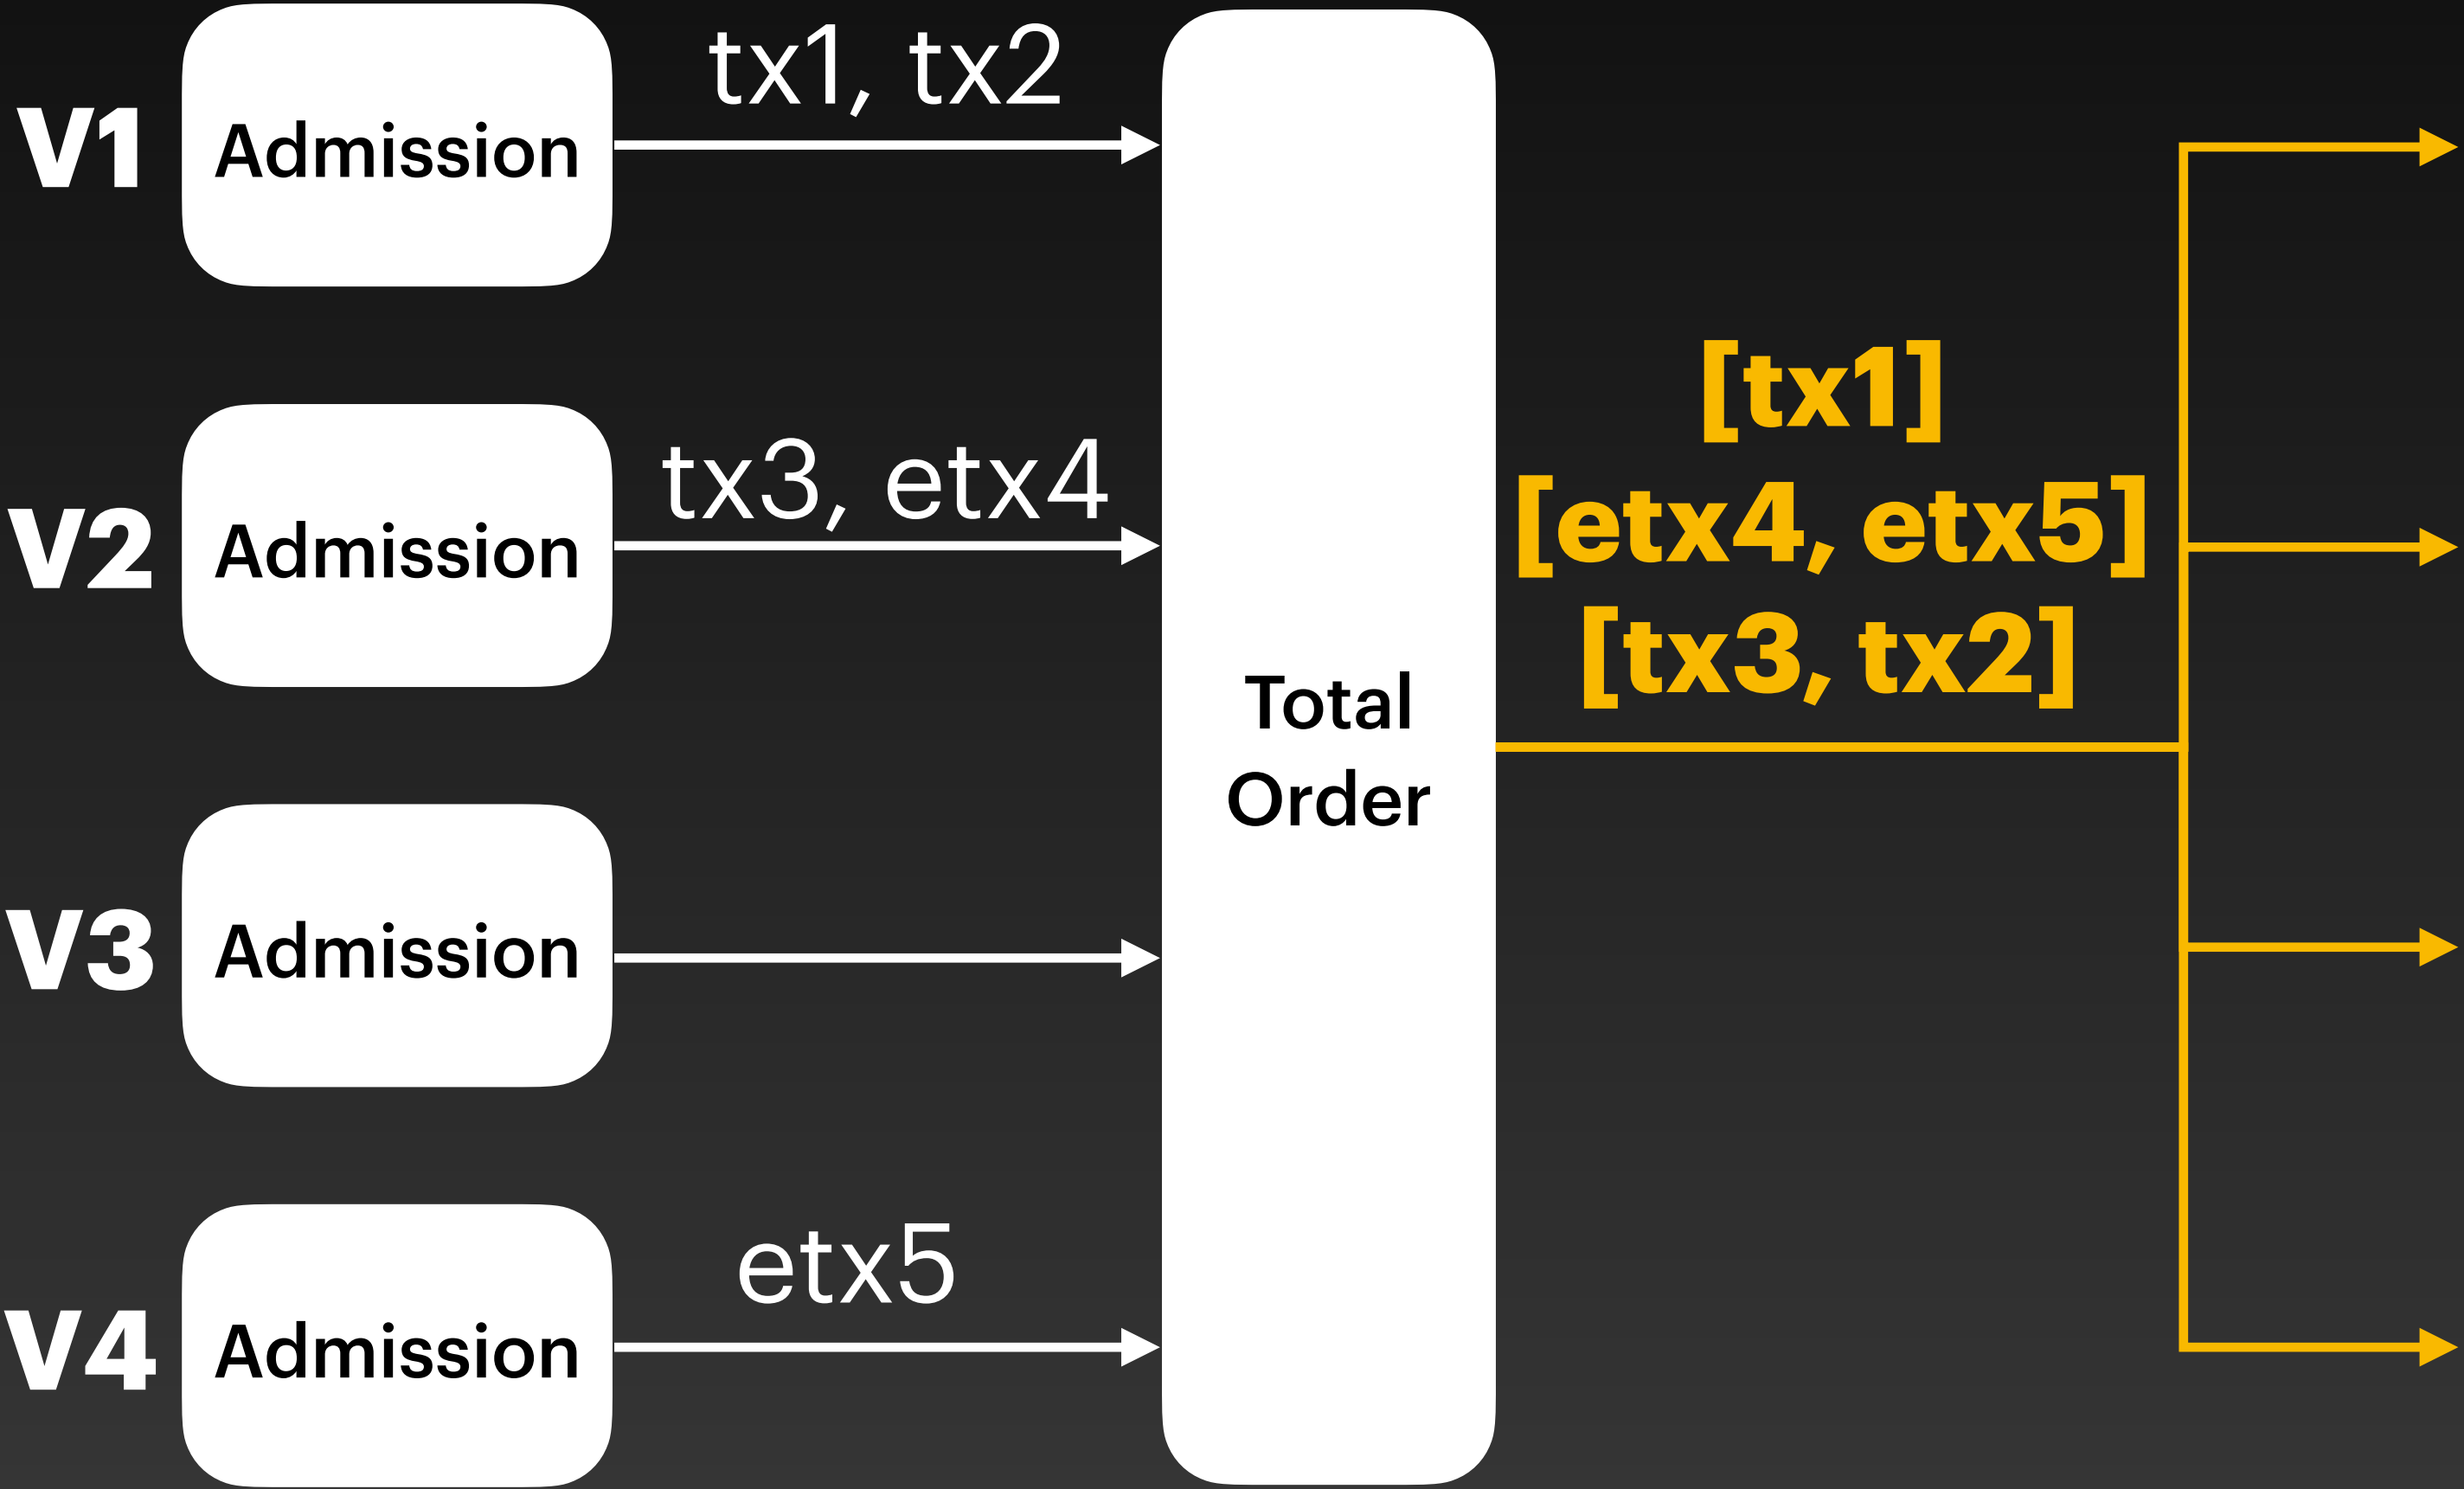 V1
Admission
tx1, tx2
V2
Admission
tx3, etx4
V3
Admission
V4
Admission
etx5
Total
Order
[tx1]
[etx4, etx5]
[tx3, tx2]